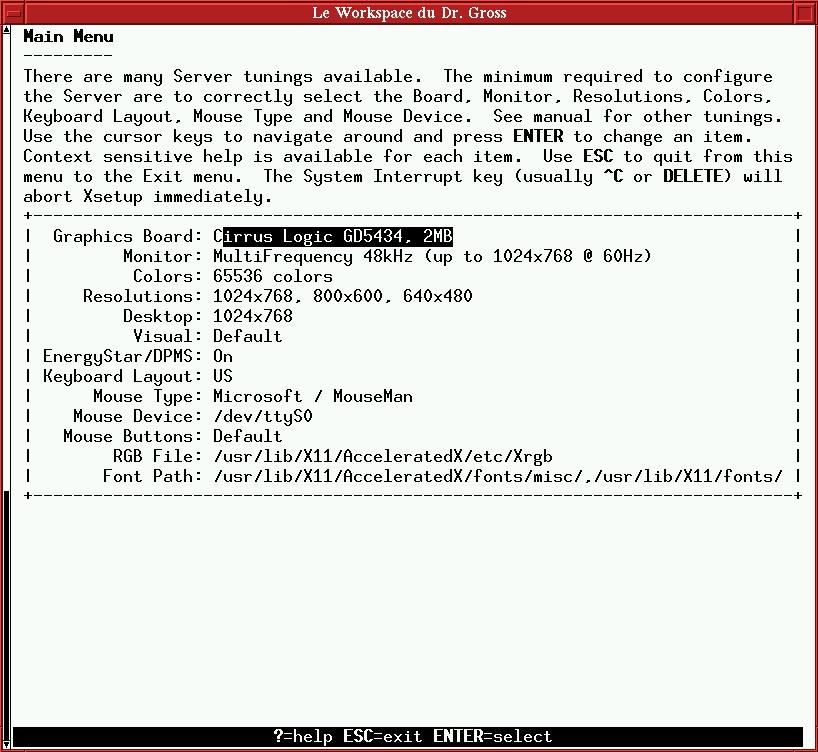 Le Workspace du Dr. Gross
Main Menu
---------
There are many Server tunings available.  The minimum required to configure
the Server are to correctly select the Board, Monitor, Resolutions, Colors,
Keyboard Layout, Mouse Type and Mouse Device.  See manual for other tunings.
Use the cursor keys to navigate around and press ENTER to change an item.
Context sensitive help is available for each item.  Use ESC to quit from this
menu to the Exit menu.  The System Interrupt key (usually ^C or DELETE) will
abort Xsetup immediately.
Graphics Board: Cirrus Logic GD5434, 2MB
Monitor: MultiFrequency 48kHz (up to 1024x768 @ 60Hz)
Colors: 65536 colors
Resolutions: 1024x768, 800x600, 640x480
Desktop: 1024x768
Visual: Default
EnergyStar/DPMS: On
Keyboard Layout: US
Mouse Type: Microsoft / MouseMan
Mouse Device: /dev/ttyS0
Mouse Buttons: Default
RGB File: /usr/lib/X11/AcceleratedX/etc/Xrgb
Font Path: /usr/lib/X11/AcceleratedX/fonts/misc/,/usr/lib/X11/fonts/
?=help ESC=exit ENTER=select